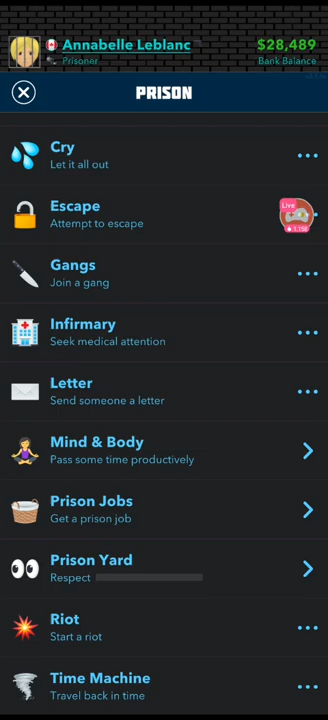 Annabelle Leblanc
$28,489
Prisoner
Bank Balance
PRISON
Cry
Let it all out
Escape
Attempt to escape
Live
Gangs
Join a gang
Infirmary
Seek medical attention
Letter
Send someone a letter
Mind & Body
Pass some time productively
Prison Jobs
Get a prison job
Prison Yard
Respect
Riot
Start a riot
Time Machine
Travel back in time